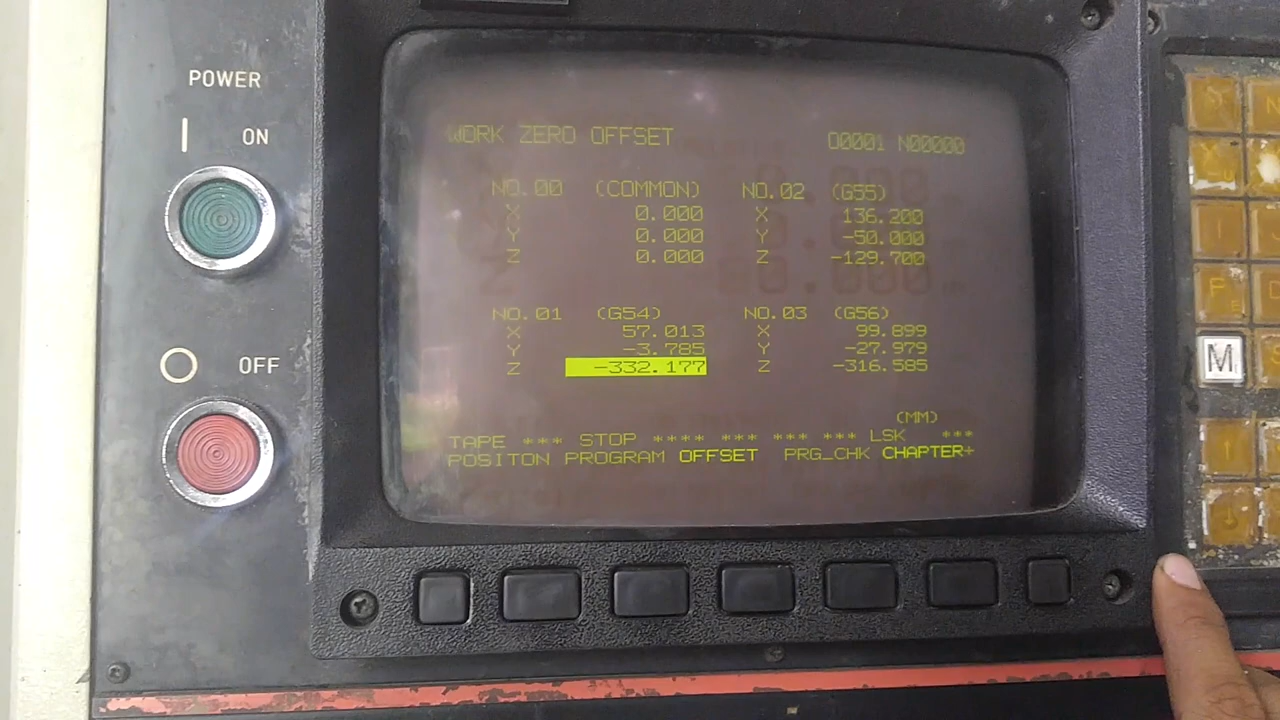 POWER
ON
OFF
WORK ZERO OFFSET O0001 N00000
NO.00 (COMMON) NO.02 (G55)
X 0.000 X 136.200
Y 0.000 Y -50.000
Z 0.000 Z -129.700
NO.01 (G54) NO.03 (G56)
X 57.013 X 99.899
Y -3.785 Y -27.979
Z -332.177 Z -316.585
(MM)
TAPE *** STOP **** *** *** *** LSK ***
POSITON PROGRAM OFFSET PRG_CHK CHAPTER+
M